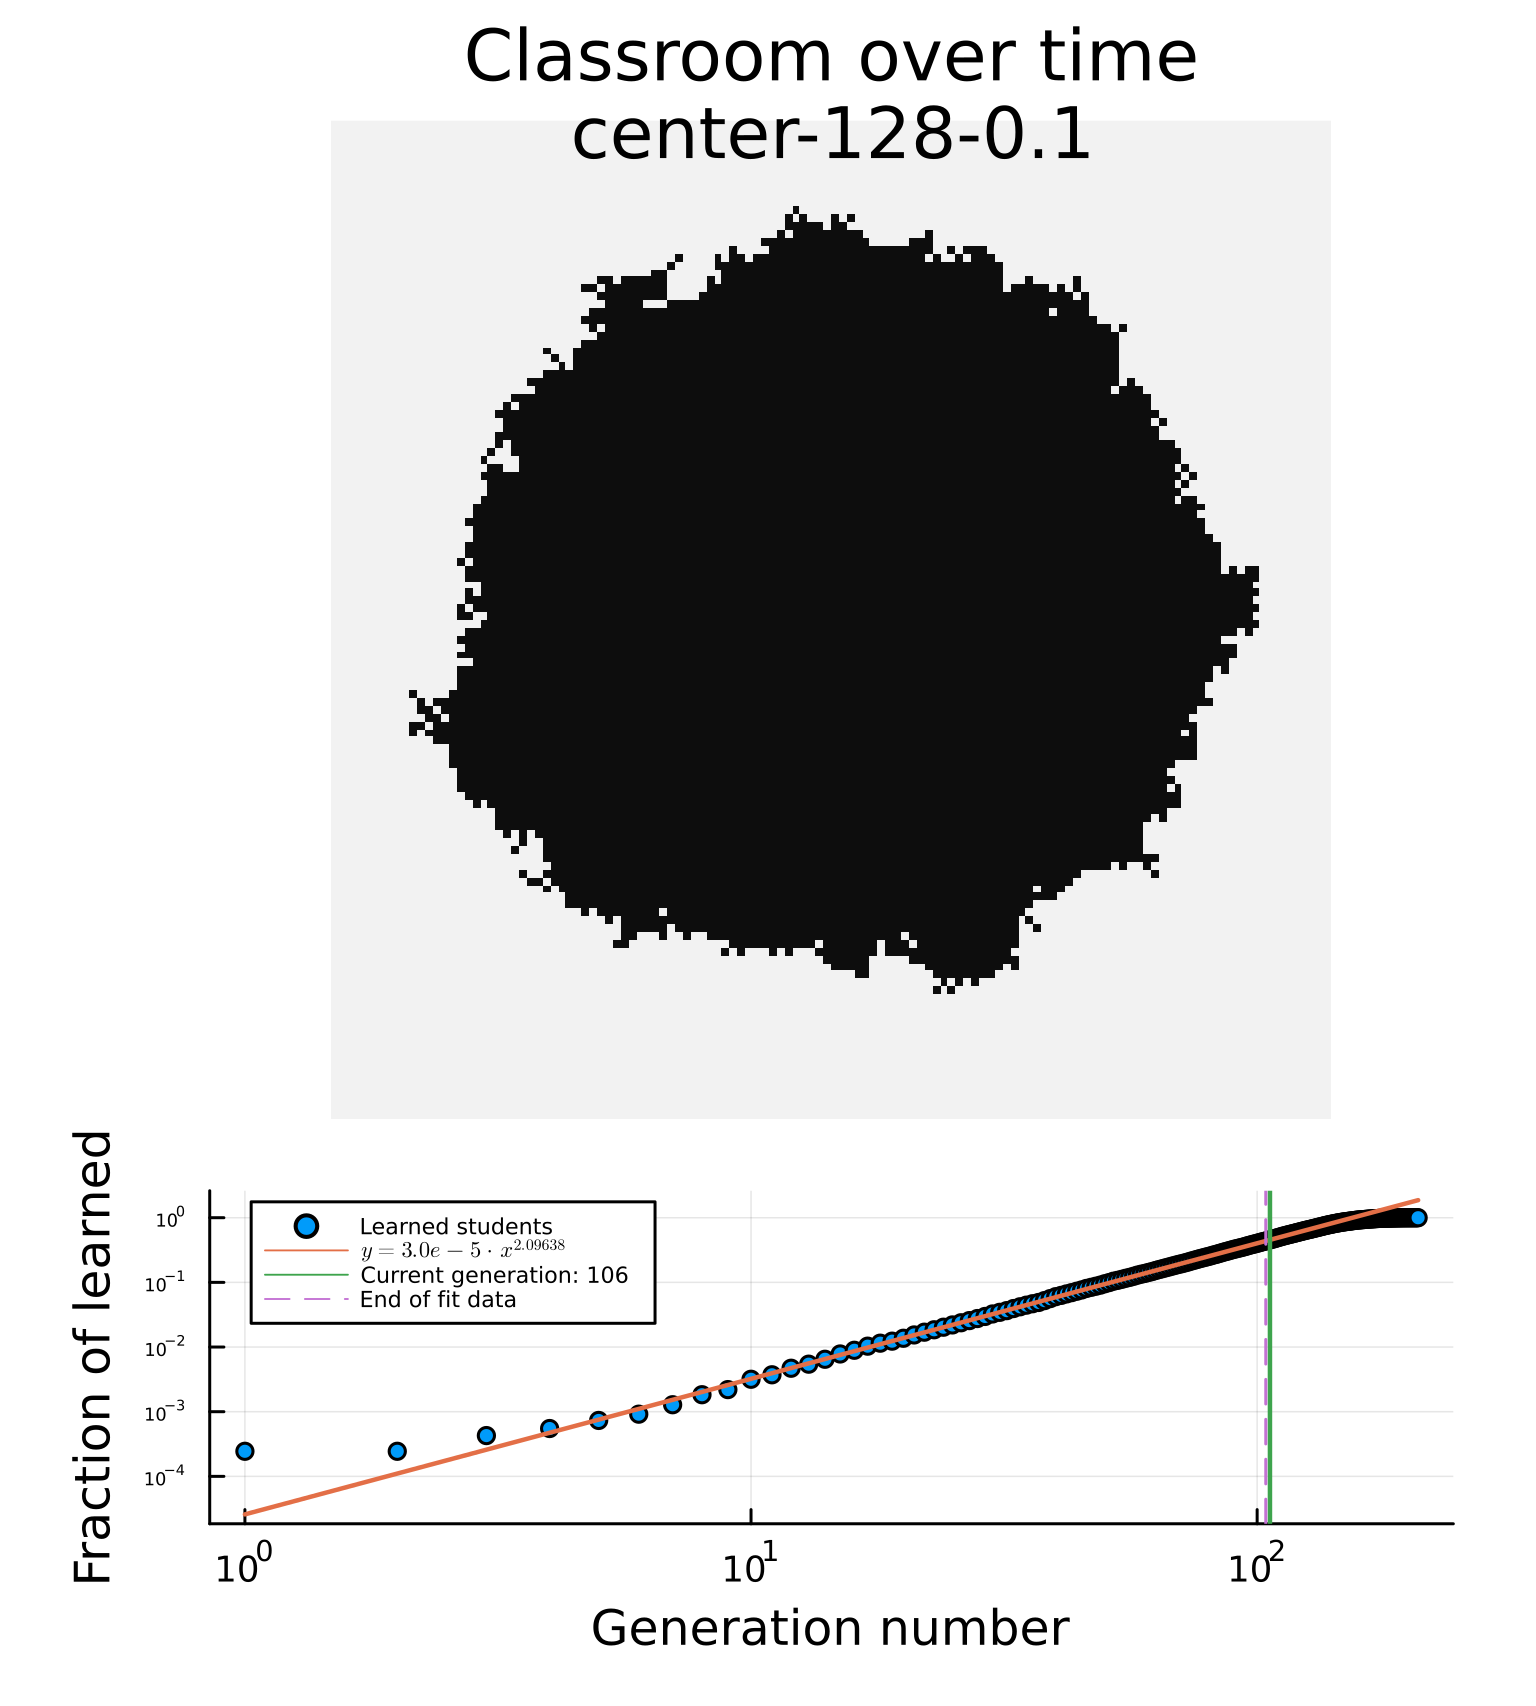 Classroom over time
center-128-0.1
Fraction of learned
10⁰
10⁻¹
10⁻²
10⁻³
10⁻⁴
Learned students
y = 3.0e − 5 · x^2.09638
Current generation: 106
End of fit data
10⁰ 10¹ 10²
Generation number